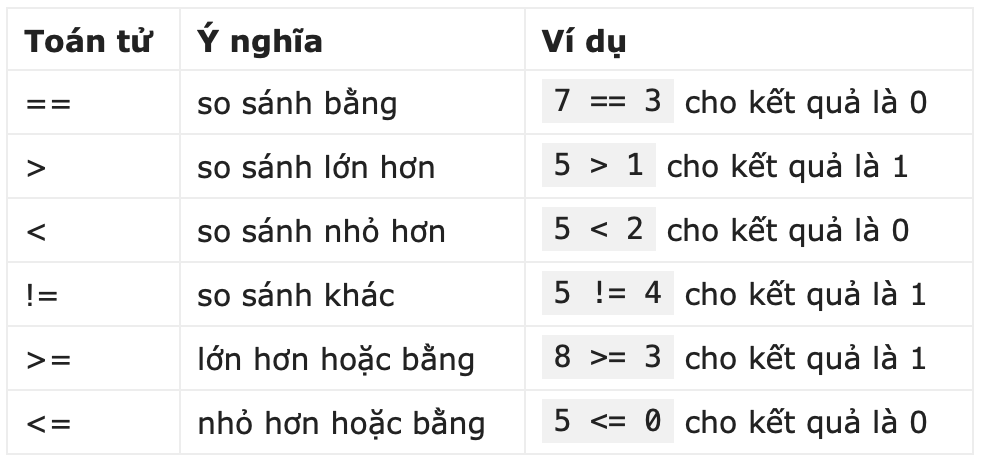 Toán tử Ý nghĩa Ví dụ
== so sánh bằng 7 == 3 cho kết quả là 0
> so sánh lớn hơn 5 > 1 cho kết quả là 1
< so sánh nhỏ hơn 5 < 2 cho kết quả là 0
!= so sánh khác 5 != 4 cho kết quả là 1
>= lớn hơn hoặc bằng 8 >= 3 cho kết quả là 1
<= nhỏ hơn hoặc bằng 5 <= 0 cho kết quả là 0